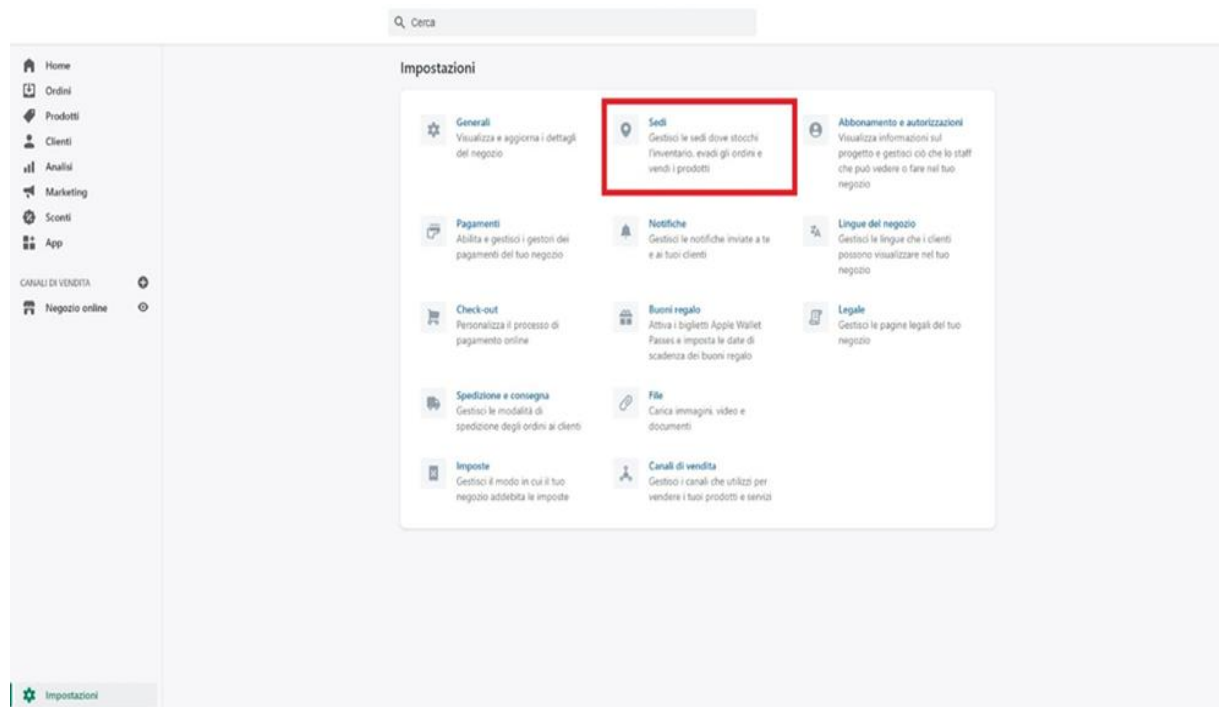 Cerca
Home
Ordini
Prodotti
Clienti
Analisi
Marketing
Sconti
App
CANALI DI VENDITA
Negozio online
Impostazioni
Impostazioni
Generali
Visualizza e aggiorna i dettagli
del negozio
Sedi
Gestisci le sedi dove stocchi
l'inventario, evadi gli ordini e
vendi i prodotti
Abbonamento e autorizzazioni
Visualizza informazioni sul
progetto e gestisci ciò che lo staff
che può vedere o fare nel tuo
negozio
Pagamenti
Abilita e gestisci i gestori dei
pagamenti del tuo negozio
Notifiche
Gestisci le notifiche inviate a te
e ai tuoi clienti
Lingue del negozio
Gestisci le lingue che i clienti
possono visualizzare nel tuo
negozio
Check-out
Personalizza il processo di
pagamento online
Buoni regalo
Attiva i biglietti Apple Wallet
Passes e imposta le date di
scadenza dei buoni regalo
Legale
Gestisci le pagine legali del tuo
negozio
Spedizione e consegna
Gestisci le modalità di
spedizione degli ordini ai clienti
File
Carica immagini, video e
documenti
Imposte
Gestisci il modo in cui il tuo
negozio addebita le imposte
Canali di vendita
Gestisci i canali che utilizzi per
vendere i tuoi prodotti e servizi